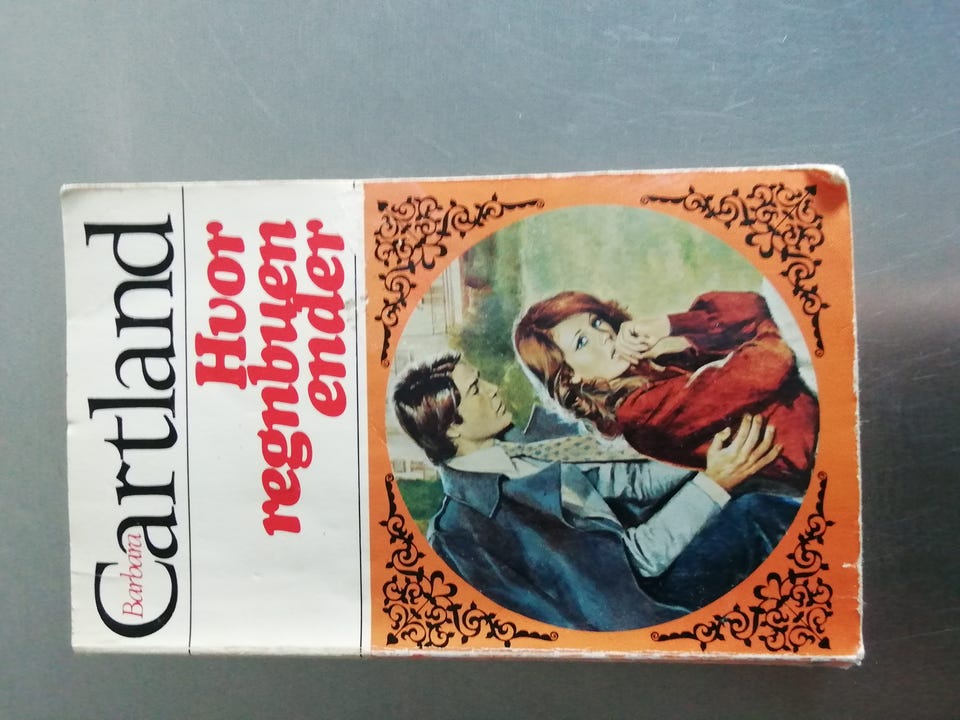 Barbara
Cartland
Hvor
regnbuen
ender